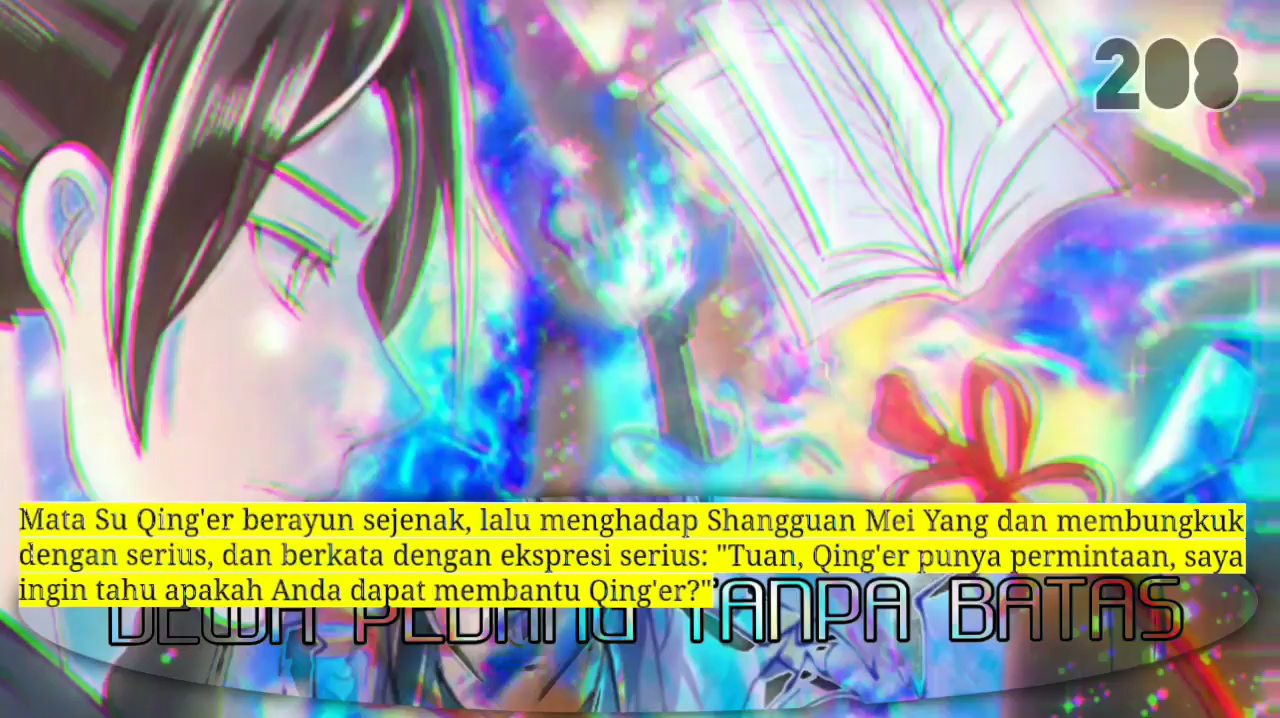 208
Mata Su Qing'er berayun sejenak, lalu menghadap Shangguan Mei Yang dan membungkuk
dengan serius, dan berkata dengan ekspresi serius: "Tuan, Qing'er punya permintaan, saya
ingin tahu apakah Anda dapat membantu Qing'er?"
DEWA PEDANG TANPA BATAS